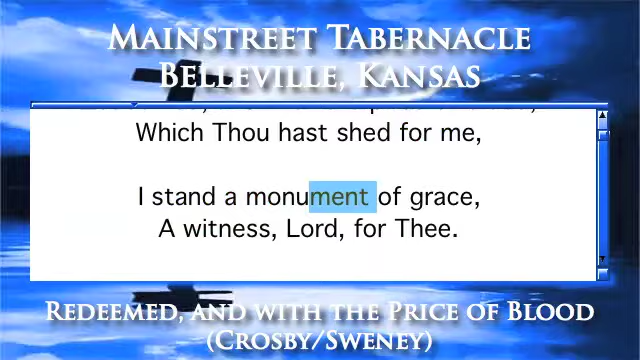 Mainstreet Tabernacle
Belleville, Kansas
Which Thou hast shed for me,
I stand a monument of grace,
A witness, Lord, for Thee.
Redeemed, and with the Price of Blood
(Crosby/Sweney)